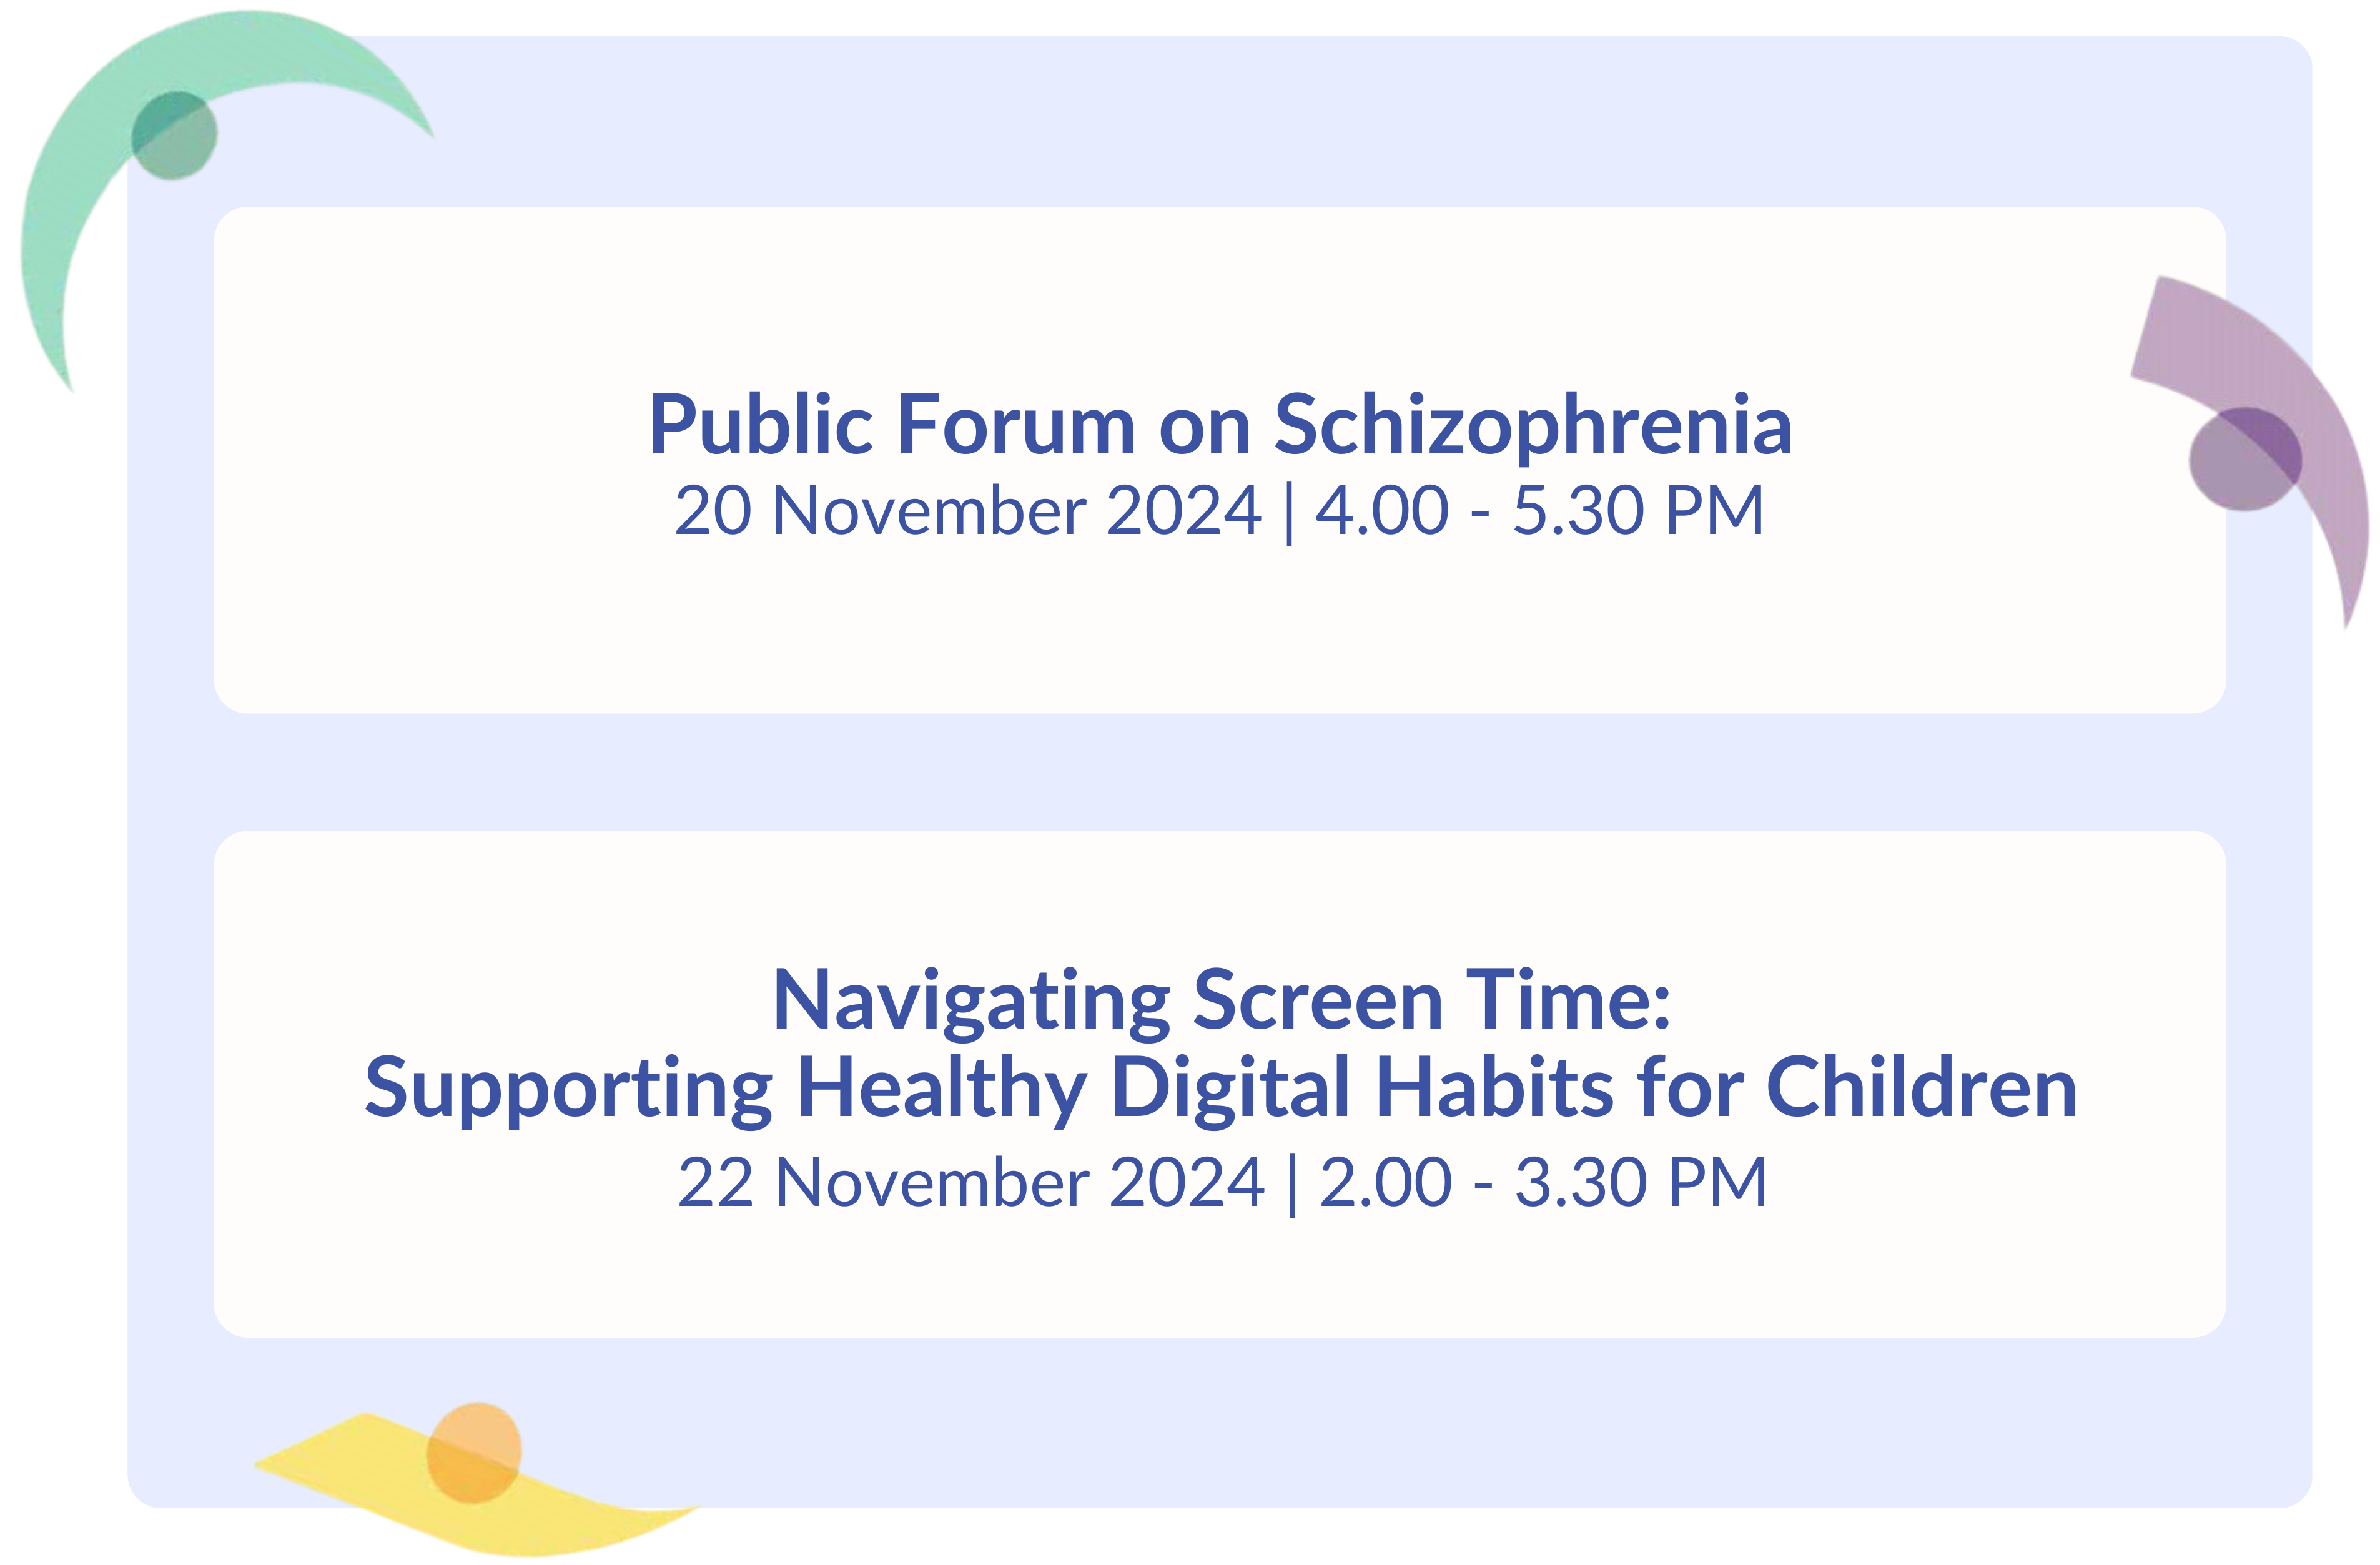 Public Forum on Schizophrenia
20 November 2024 | 4.00 - 5.30 PM
Navigating Screen Time:
Supporting Healthy Digital Habits for Children
22 November 2024 | 2.00 - 3.30 PM